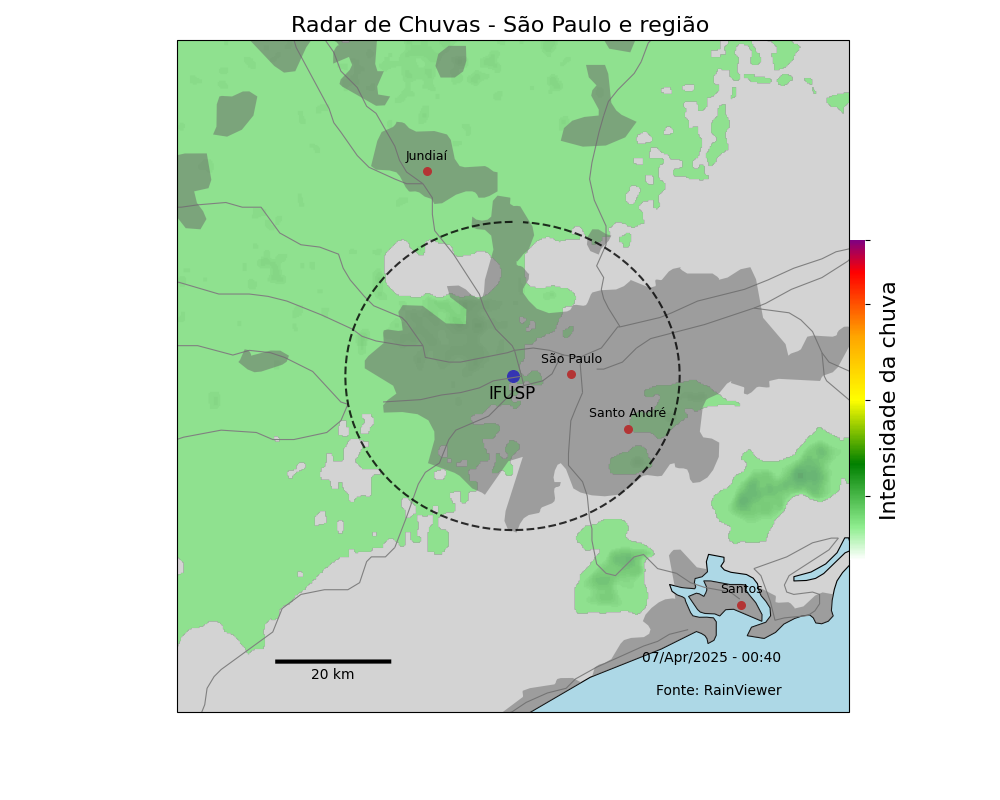 Radar de Chuvas - São Paulo e região
Jundiaí
São Paulo
IFUSP
Santo André
Intensidade da chuva
Santos
20 km
07/Apr/2025 - 00:40
Fonte: RainViewer